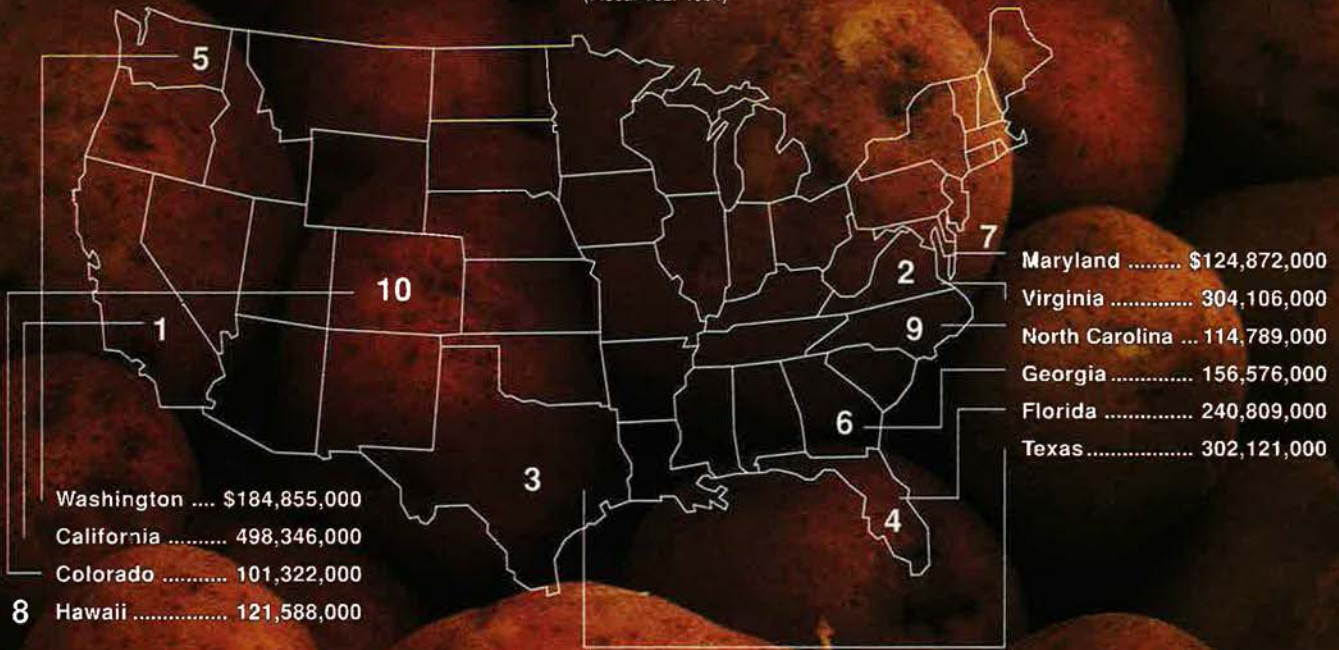 5
10
1
3
2
9
6
4
7
Maryland ......... $124,872,000
Virginia .............. 304,106,000
North Carolina ... 114,789,000
Georgia .............. 156,576,000
Florida ............... 240,809,000
Texas .................. 302,121,000
Washington .... $184,855,000
California .......... 498,346,000
Colorado ........... 101,322,000
8 Hawaii ................ 121,588,000